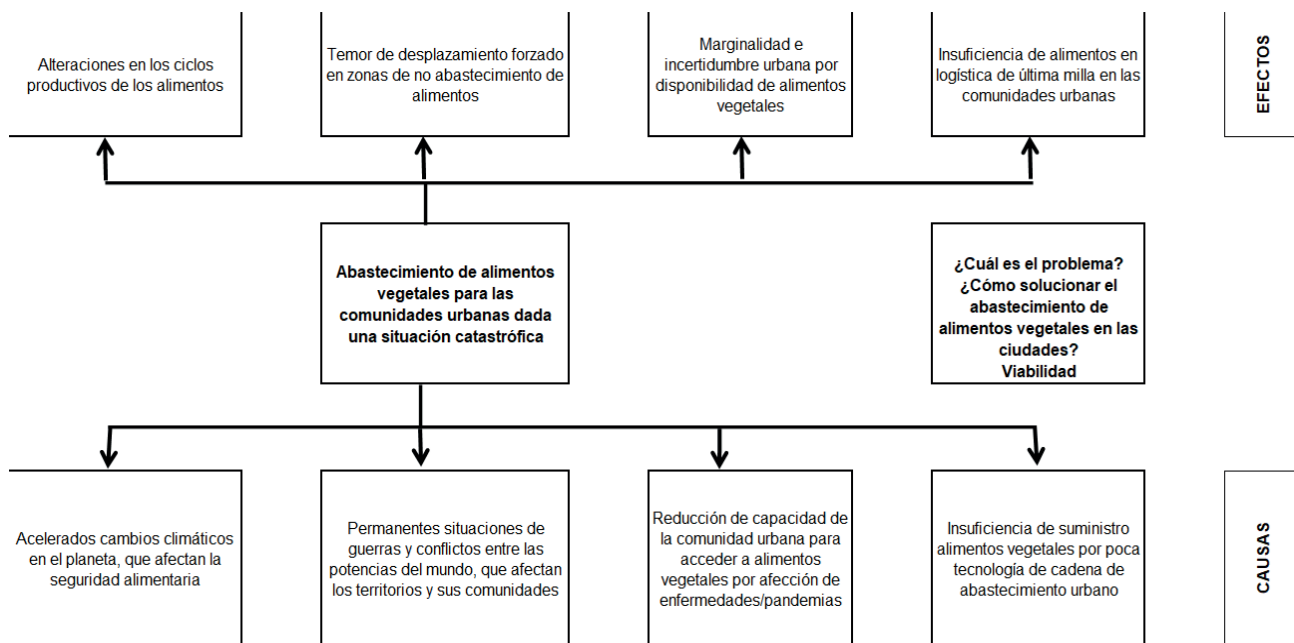 Alteraciones en los ciclos
productivos de los alimentos
Temor de desplazamiento forzado
en zonas de no abastecimiento de
alimentos
Marginalidad e
incertidumbre urbana por
disponibilidad de alimentos
vegetales
Insuficiencia de alimentos en
logística de última milla en las
comunidades urbanas
EFECTOS
Abastecimiento de alimentos
vegetales para las
comunidades urbanas dada
una situación catastrófica
¿Cuál es el problema?
¿Cómo solucionar el
abastecimiento de
alimentos vegetales en las
ciudades?
Viabilidad
Acelerados cambios climáticos
en el planeta, que afectan la
seguridad alimentaria
Permanentes situaciones de
guerras y conflictos entre las
potencias del mundo, que afectan
los territorios y sus comunidades
Reducción de capacidad de
la comunidad urbana para
acceder a alimentos
vegetales por afección de
enfermedades/pandemias
Insuficiencia de suministro
alimentos vegetales por poca
tecnología de cadena de
abastecimiento urbano
CAUSAS